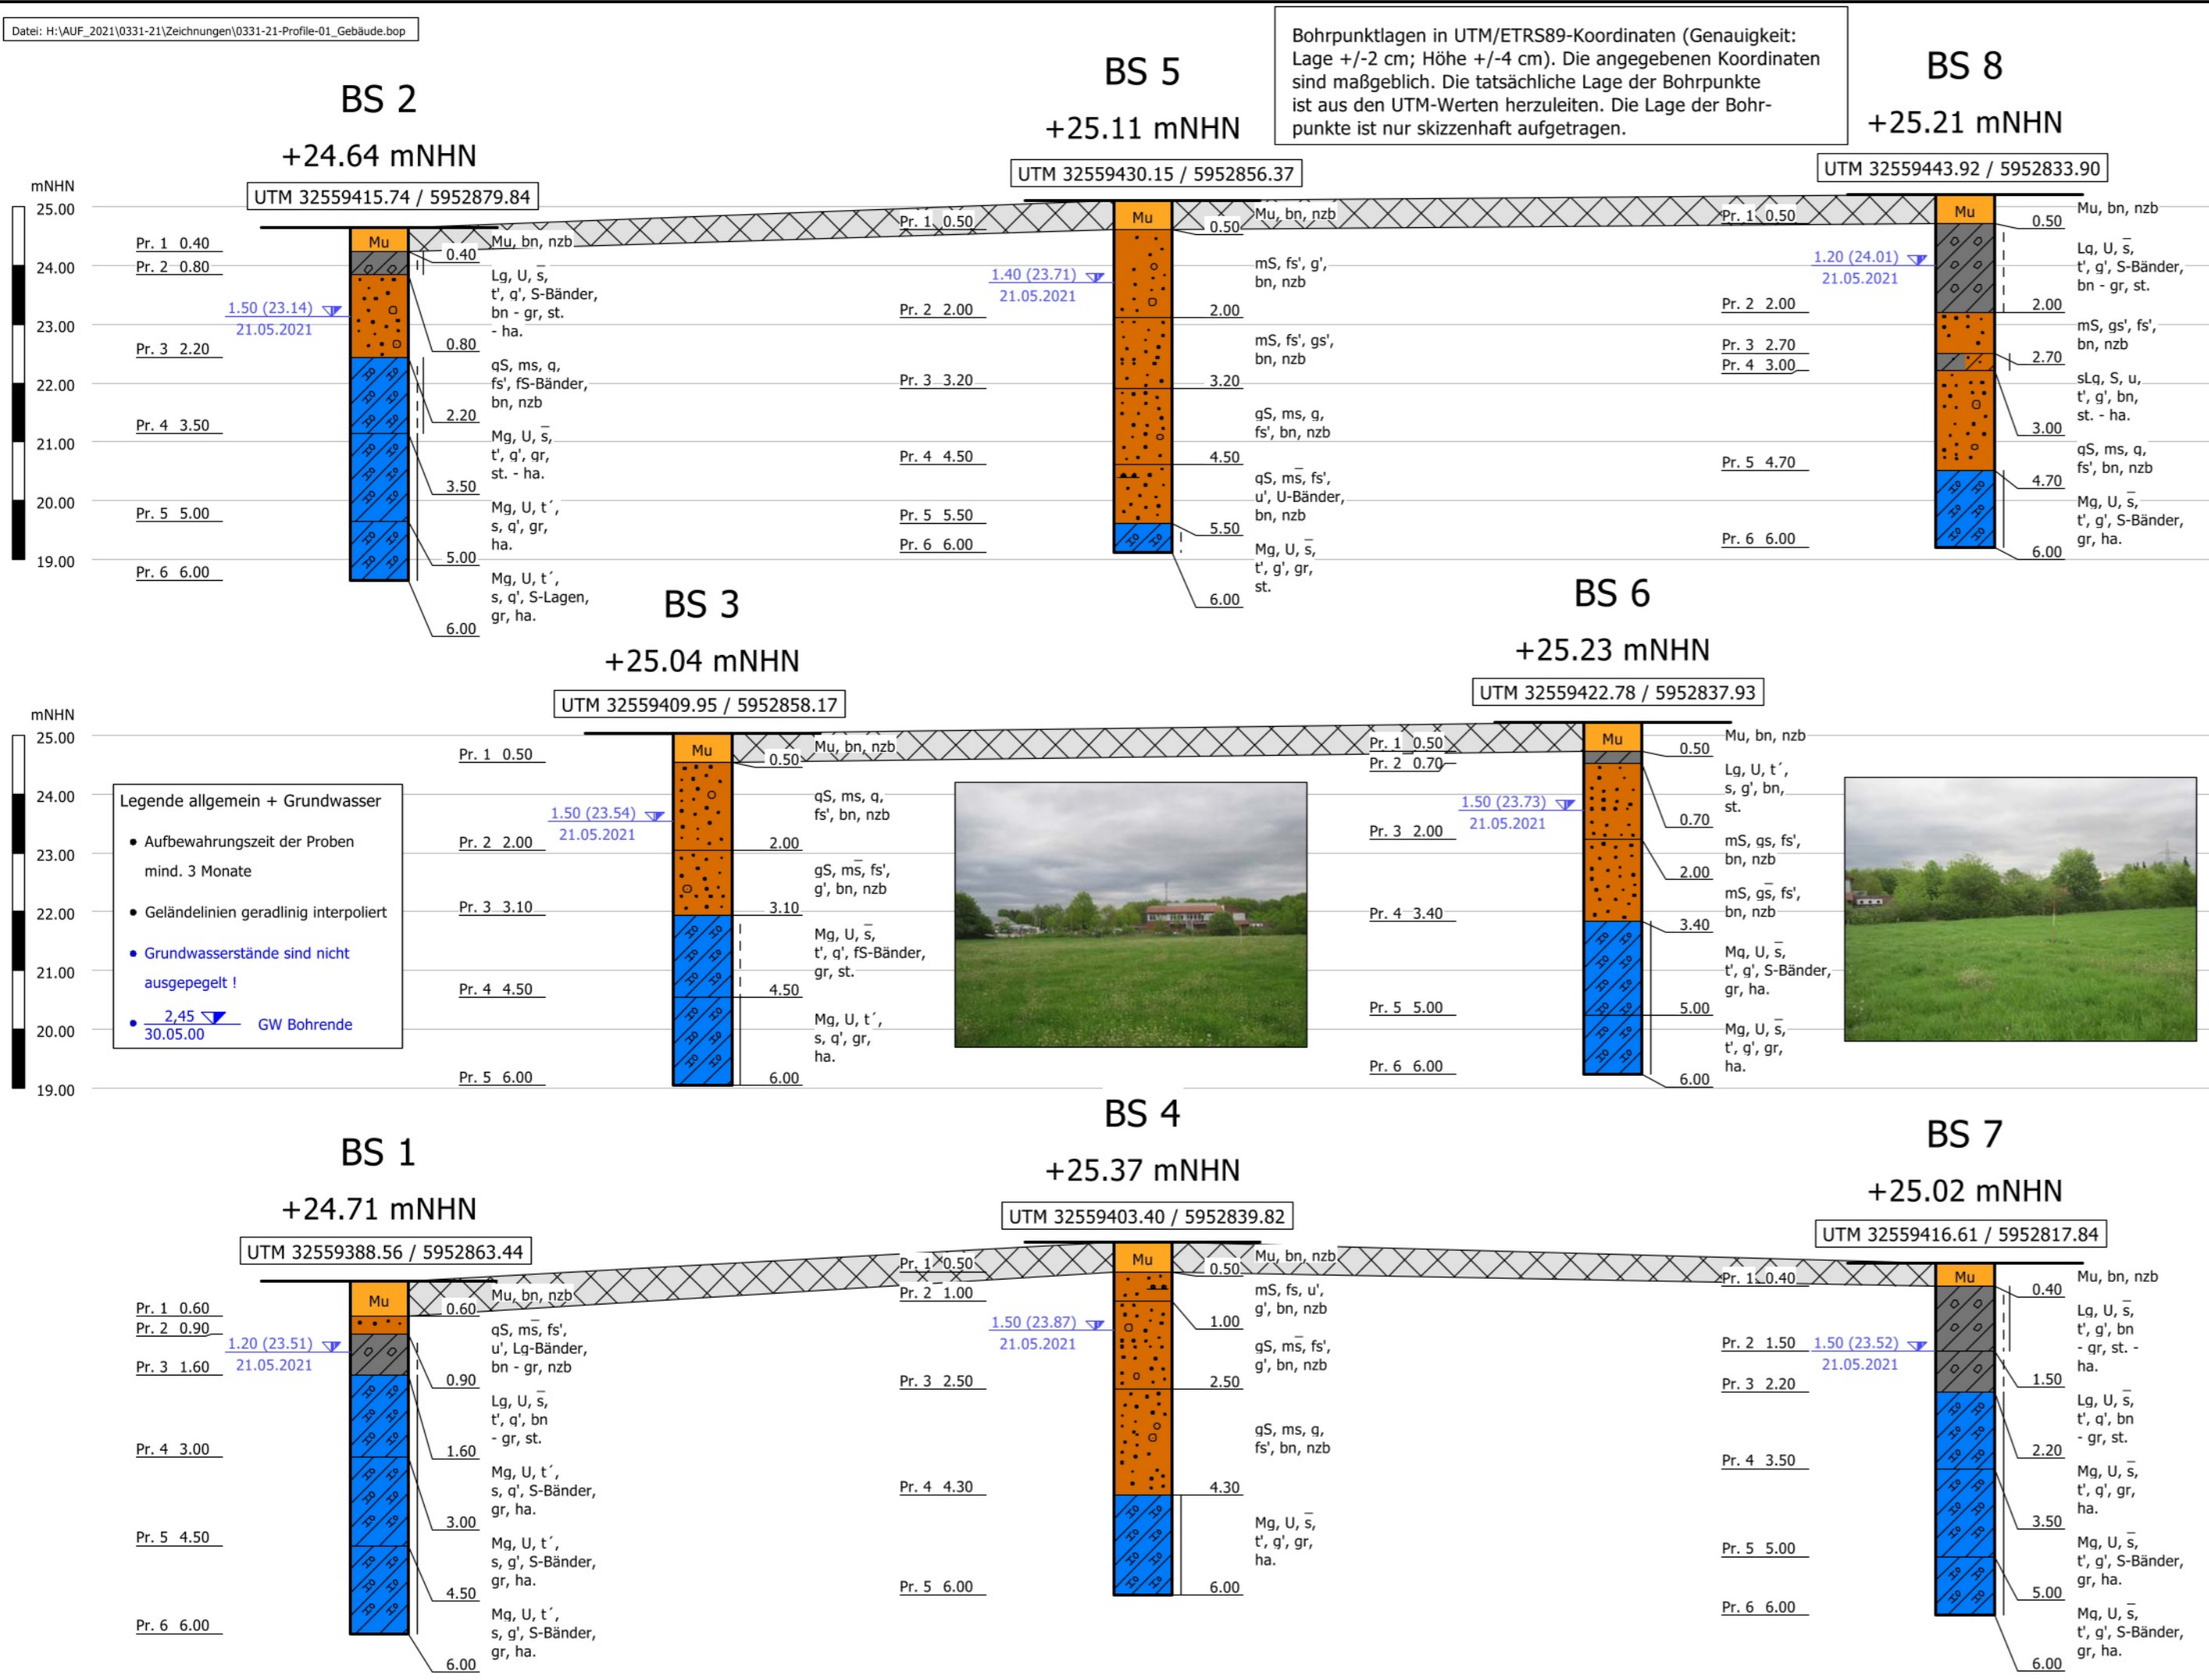 Datei: H:\AUF_2021\0331-21\Zeichnungen\0331-21-Profile-01_Gebäude.bop
Bohrpunktlagen in UTM/ETRS89-Koordinaten (Genauigkeit:
Lage +/-2 cm; Höhe +/-4 cm). Die angegebenen Koordinaten
sind maßgeblich. Die tatsächliche Lage der Bohrpunkte
ist aus den UTM-Werten herzuleiten. Die Lage der Bohr-
punkte ist nur skizzenhaft aufgetragen.
mNHN
25.00
24.00
23.00
22.00
21.00
20.00
19.00
BS 2
+24.64 mNHN
UTM 32559415.74 / 5952879.84
Pr. 1 0.40
Pr. 2 0.80
1.50 (23.14)
21.05.2021
Pr. 3 2.20
Pr. 4 3.50
Pr. 5 5.00
Pr. 6 6.00
Mu
0.40
0.80
2.20
3.50
5.00
6.00
Mu, bn, nzb
Lg, U, s̅,
t', g', S-Bänder,
bn - gr, st.
- ha.
gS, ms, g,
fs', fS-Bänder,
bn, nzb
Mg, U, s̅,
t', g', gr,
st. - ha.
Mg, U, t´,
s, g', gr,
ha.
Mg, U, t´,
s, g', S-Lagen,
gr, ha.
BS 5
+25.11 mNHN
UTM 32559430.15 / 5952856.37
Pr. 1 0.50
1.40 (23.71)
21.05.2021
Pr. 2 2.00
Pr. 3 3.20
Pr. 4 4.50
Pr. 5 5.50
Pr. 6 6.00
Mu
0.50
2.00
3.20
4.50
5.50
6.00
Mu, bn, nzb
mS, fs', g',
bn, nzb
mS, fs', gs',
bn, nzb
gS, ms, g,
fs', bn, nzb
gS, ms̅, fs',
u', U-Bänder,
bn, nzb
Mg, U, s̅,
t', g', gr,
st.
BS 8
+25.21 mNHN
UTM 32559443.92 / 5952833.90
Pr. 1 0.50
1.20 (24.01)
21.05.2021
Pr. 2 2.00
Pr. 3 2.70
Pr. 4 3.00
Pr. 5 4.70
Pr. 6 6.00
Mu
0.50
2.00
2.70
3.00
4.70
6.00
Mu, bn, nzb
Lg, U, s̅,
t', g', S-Bänder,
bn - gr, st.
mS, gs', fs',
bn, nzb
sLg, S, u,
t', g', bn,
st. - ha.
gS, ms, g,
fs', bn, nzb
Mg, U, s̅,
t', g', S-Bänder,
gr, ha.
mNHN
25.00
24.00
23.00
22.00
21.00
20.00
19.00
Legende allgemein + Grundwasser
• Aufbewahrungszeit der Proben
mind. 3 Monate
• Geländelinien geradlinig interpoliert
• Grundwasserstände sind nicht
ausgepegelt !
• 2,45
30.05.00
GW Bohrende
BS 3
+25.04 mNHN
UTM 32559409.95 / 5952858.17
Pr. 1 0.50
1.50 (23.54)
21.05.2021
Pr. 2 2.00
Pr. 3 3.10
Pr. 4 4.50
Pr. 5 6.00
Mu
0.50
2.00
3.10
4.50
6.00
Mu, bn, nzb
gS, ms, g,
fs', bn, nzb
gS, ms̅, fs',
g', bn, nzb
Mg, U, s̅,
t', g', fS-Bänder,
gr, st.
Mg, U, t´,
s, g', gr,
ha.
BS 6
+25.23 mNHN
UTM 32559422.78 / 5952837.93
Pr. 1 0.50
Pr. 2 0.70
1.50 (23.73)
21.05.2021
Pr. 3 2.00
Pr. 4 3.40
Pr. 5 5.00
Pr. 6 6.00
Mu
0.50
0.70
2.00
3.40
5.00
6.00
Mu, bn, nzb
Lg, U, t´,
s, g', bn,
st.
mS, gs, fs',
bn, nzb
mS, gs̅, fs',
bn, nzb
Mg, U, s̅,
t', g', S-Bänder,
gr, ha.
Mg, U, s̅,
t', g', gr,
ha.
BS 1
+24.71 mNHN
UTM 32559388.56 / 5952863.44
Pr. 1 0.60
Pr. 2 0.90
1.20 (23.51)
21.05.2021
Pr. 3 1.60
Pr. 4 3.00
Pr. 5 4.50
Pr. 6 6.00
Mu
0.60
0.90
1.60
3.00
4.50
6.00
Mu, bn, nzb
gS, ms̅, fs',
u', Lg-Bänder,
bn - gr, nzb
Lg, U, s̅,
t', g', bn
- gr, st.
Mg, U, t´,
s, g', S-Bänder,
gr, ha.
Mg, U, t´,
s, g', S-Bänder,
gr, ha.
Mg, U, t´,
s, g', S-Bänder,
gr, ha.
BS 4
+25.37 mNHN
UTM 32559403.40 / 5952839.82
Pr. 1 0.50
Pr. 2 1.00
1.50 (23.87)
21.05.2021
Pr. 3 2.50
Pr. 4 4.30
Pr. 5 6.00
Mu
0.50
1.00
2.50
4.30
6.00
Mu, bn, nzb
mS, fs, u',
g', bn, nzb
gS, ms̅, fs',
g', bn, nzb
gS, ms, g,
fs', bn, nzb
Mg, U, s̅,
t', g', gr,
ha.
BS 7
+25.02 mNHN
UTM 32559416.61 / 5952817.84
Pr. 1 0.40
Pr. 2 1.50
1.50 (23.52)
21.05.2021
Pr. 3 2.20
Pr. 4 3.50
Pr. 5 5.00
Pr. 6 6.00
Mu
0.40
1.50
2.20
3.50
5.00
6.00
Mu, bn, nzb
Lg, U, s̅,
t', g', bn
- gr, st. -
ha.
Lg, U, s̅,
t', g', bn
- gr, st.
Mg, U, s̅,
t', g', gr,
ha.
Mg, U, s̅,
t', g', S-Bänder,
gr, ha.
Mg, U, s̅,
t', g', S-Bänder,
gr, ha.